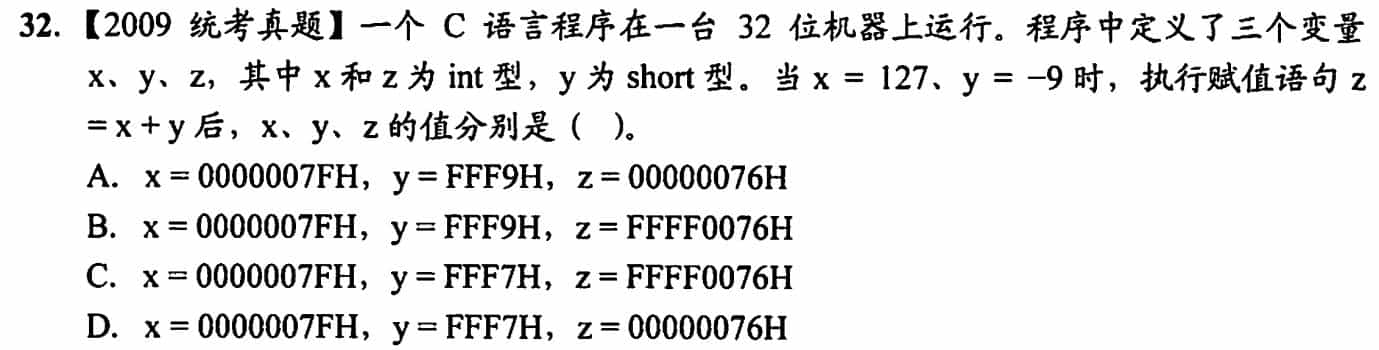 32.【2009 统考真题】一个 C 语言程序在一台 32 位机器上运行。程序中定义了三个变量
x、y、z，其中 x 和 z 为 int 型，y 为 short 型。当 x = 127、y = –9 时，执行赋值语句 z
= x + y 后，x、y、z 的值分别是（ ）。
A. x = 0000007FH，y = FFF9H，z = 00000076H
B. x = 0000007FH，y = FFF9H，z = FFFF0076H
C. x = 0000007FH，y = FFF7H，z = FFFF0076H
D. x = 0000007FH，y = FFF7H，z = 00000076H